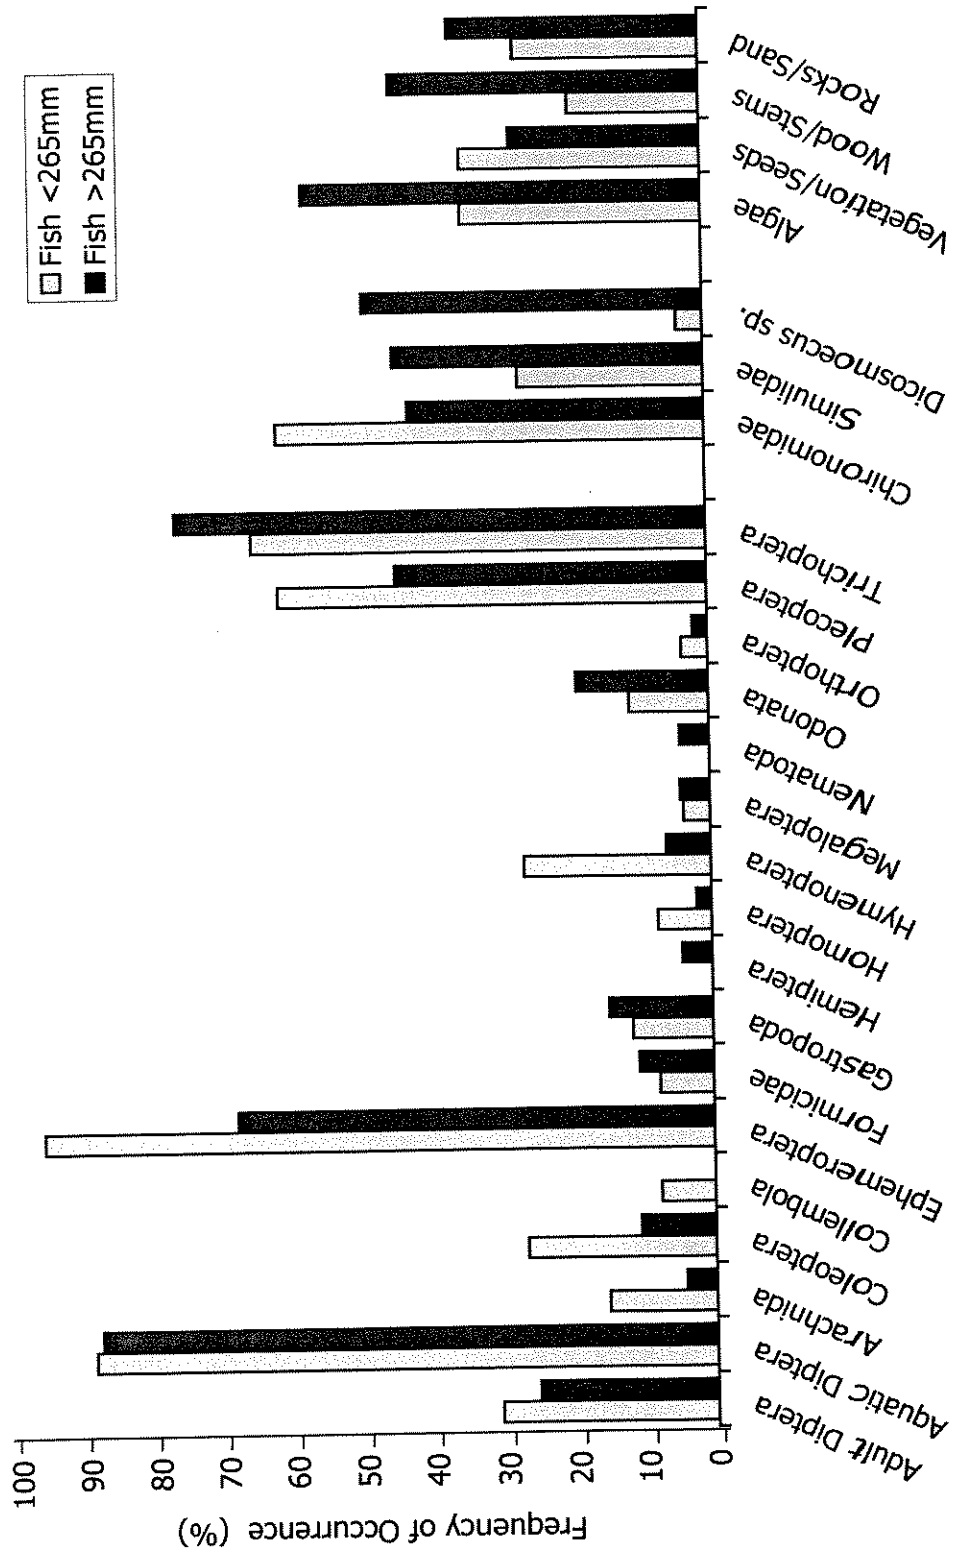 Fish <265mm
Fish >265mm
Frequency of Occurrence (%)
100
90
80
70
60
50
40
30
20
10
0
Adult Diptera
Aquatic Diptera
Arachnida
Coleoptera
Collembola
Ephemeroptera
Formicidae
Gastropoda
Hemiptera
Homoptera
Hymenoptera
Megaloptera
Nematoda
Odonata
Orthoptera
Plecoptera
Trichoptera
Chironomidae
Simulidae
Dicosmoecus sp.
Algae
Vegetation/Seeds
Wood/Stems
Rocks/Sand